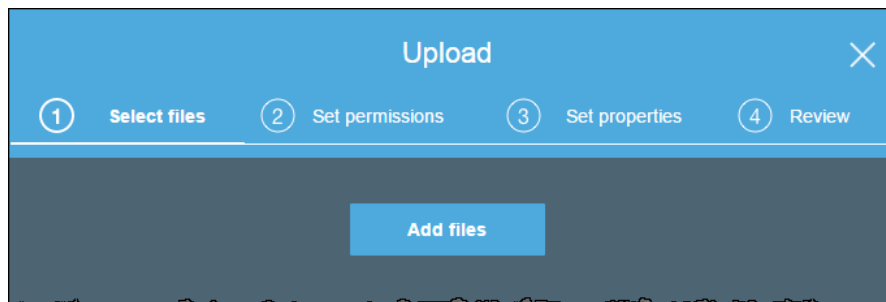 Upload
1 Select files 2 Set permissions 3 Set properties 4 Review
Add files